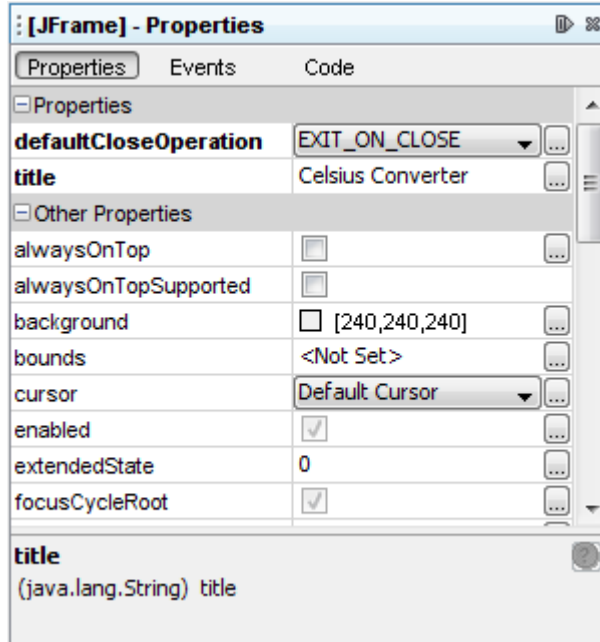 [JFrame] - Properties
Properties Events Code
Properties
defaultCloseOperation EXIT_ON_CLOSE ...
title Celsius Converter ...
Other Properties
alwaysOnTop ...
alwaysOnTopSupported
background [240,240,240] ...
bounds <Not Set> ...
cursor Default Cursor ...
enabled ...
extendedState 0 ...
focusCycleRoot ...
title
(java.lang.String) title
?